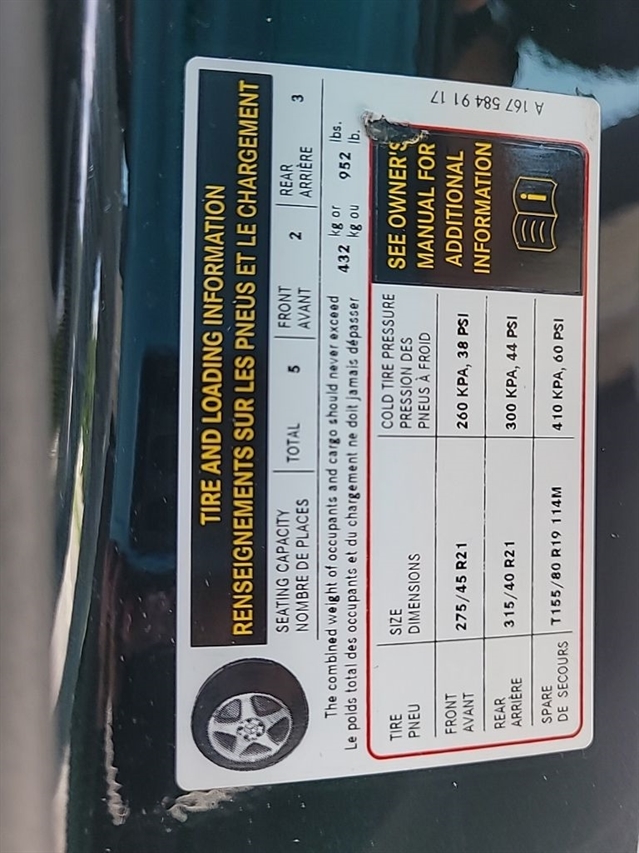 TIRE AND LOADING INFORMATION
RENSEIGNEMENTS SUR LES PNEUS ET LE CHARGEMENT
SEATING CAPACITY
NOMBRE DE PLACES
TOTAL 5
FRONT
AVANT
2
REAR
ARRIÈRE
3
The combined weight of occupants and cargo should never exceed 432 kg or 952 lbs.
Le poids total des occupants et du chargement ne doit jamais dépasser kg ou lb.
TIRE
PNEU
SIZE
DIMENSIONS
COLD TIRE PRESSURE
PRESSION DES
PNEUS À FROID
FRONT
AVANT
275/45 R21
260 KPA, 38 PSI
REAR
ARRIÈRE
315/40 R21
300 KPA, 44 PSI
SPARE
DE SECOURS
T155/80 R19 114M
410 KPA, 60 PSI
SEE OWNER'S
MANUAL FOR
ADDITIONAL
INFORMATION
i
A 167 584 91 17